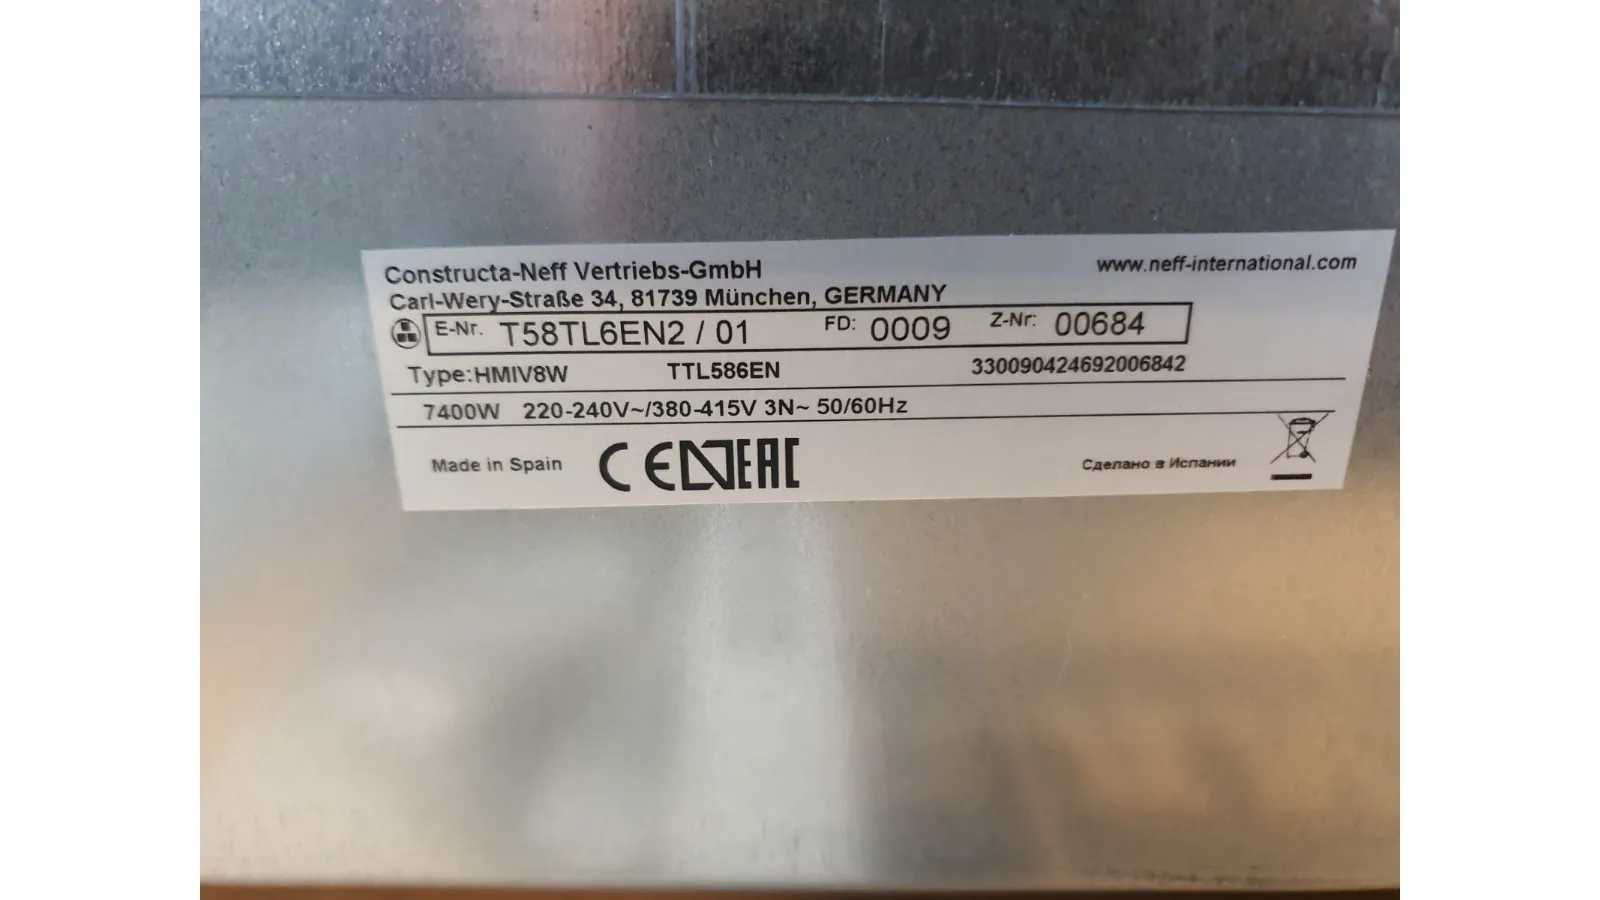 Constructa-Neff Vertriebs-GmbH www.neff-international.com
Carl-Wery-Straße 34, 81739 München, GERMANY
E-Nr. T58TL6EN2 / 01 FD: 0009 Z-Nr: 00684
Type:HMIV8W TTL586EN 330090424692006842
7400W 220-240V~/380-415V 3N~ 50/60Hz
Made in Spain CE EAC Сделано в Испании